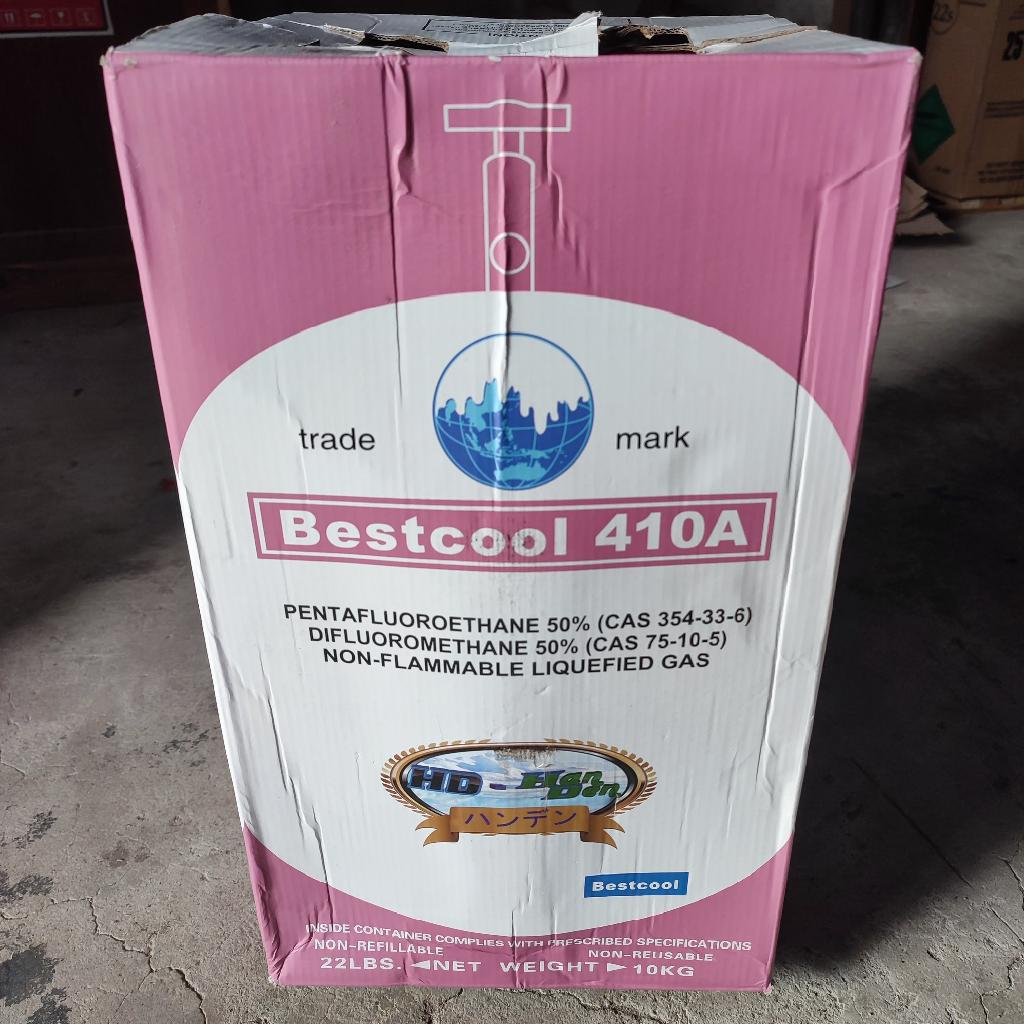 trade
mark
Bestcool 410A
PENTAFLUOROETHANE 50% (CAS 354-33-6)
DIFLUOROMETHANE 50% (CAS 75-10-5)
NON-FLAMMABLE LIQUEFIED GAS
HD - Han Den
ハンデン
Bestcool
INSIDE CONTAINER COMPLIES WITH PRESCRIBED SPECIFICATIONS
NON-REFILLABLE
NON-REUSABLE
22LBS. ◄NET WEIGHT► 10KG